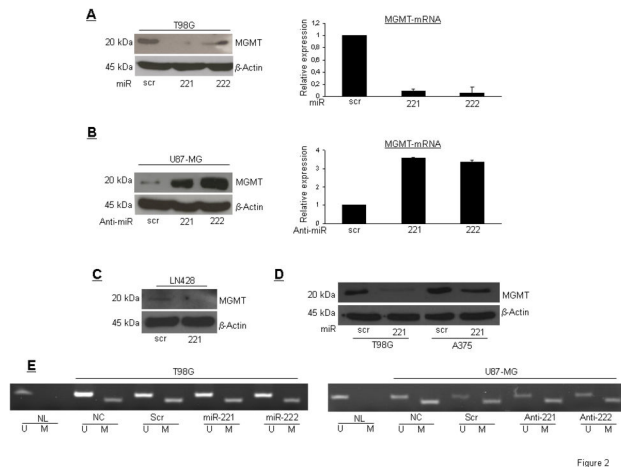 A
T98G
20 kDa
MGMT
45 kDa
β-Actin
miR
scr
221
222
MGMT-mRNA
Relative expression
1,2
1
0,8
0,6
0,4
0,2
0
miR
scr
221
222
B
U87-MG
20 kDa
MGMT
45 kDa
β-Actin
Anti-miR
scr
221
222
MGMT-mRNA
Relative expression
4
3
2
1
0
Anti-miR
scr
221
222
C
LN428
20 kDa
MGMT
45 kDa
β-Actin
scr
221
D
20 kDa
MGMT
45 kDa
β-Actin
miR
scr
221
scr
221
T98G
A375
E
T98G
NL
NC
Scr
miR-221
miR-222
U M U M U M U M U M
U87-MG
NL
NC
Scr
Anti-221
Anti-222
U M U M U M U M U M
Figure 2